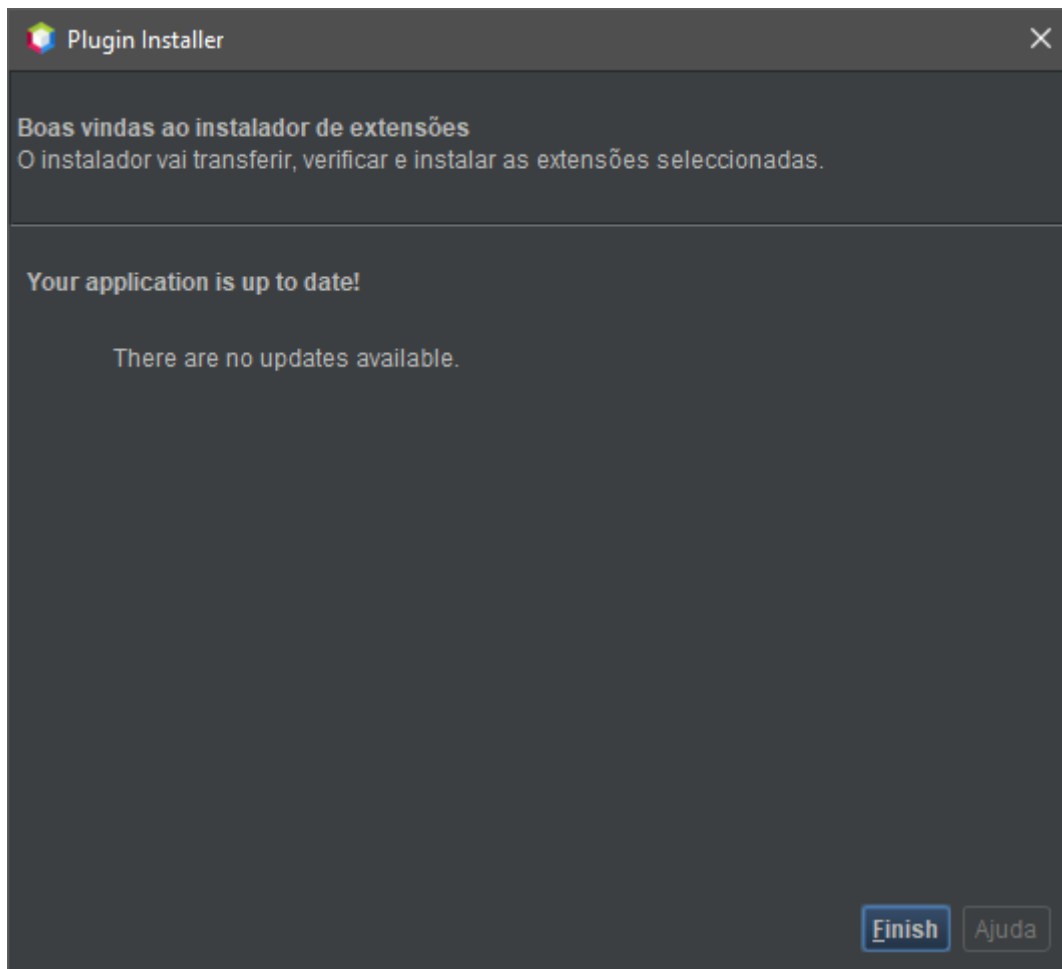 Plugin Installer
Boas vindas ao instalador de extensões
O instalador vai transferir, verificar e instalar as extensões seleccionadas.
Your application is up to date!
There are no updates available.
Finish
Ajuda